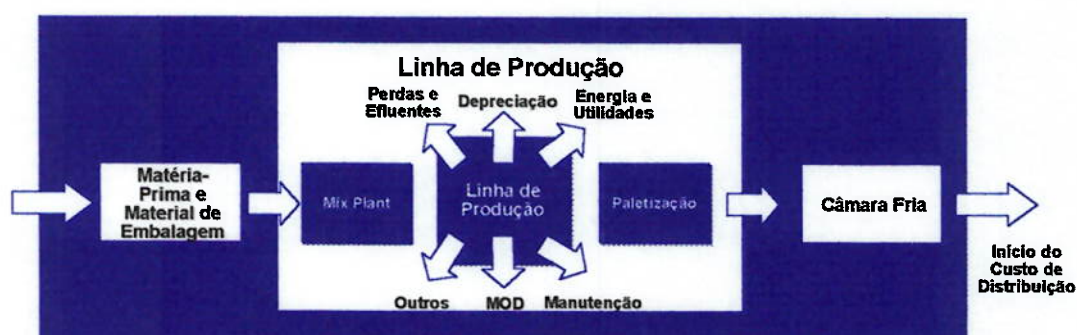 Linha de Produção
Perdas e
Efluentes
Depreciação
Energia e
Utilidades
Matéria-
Prima e
Material de
Embalagem
Mix Plant
Linha de
Produção
Paletização
Câmara Fria
Outros
MOD
Manutenção
Início do
Custo de
Distribuição